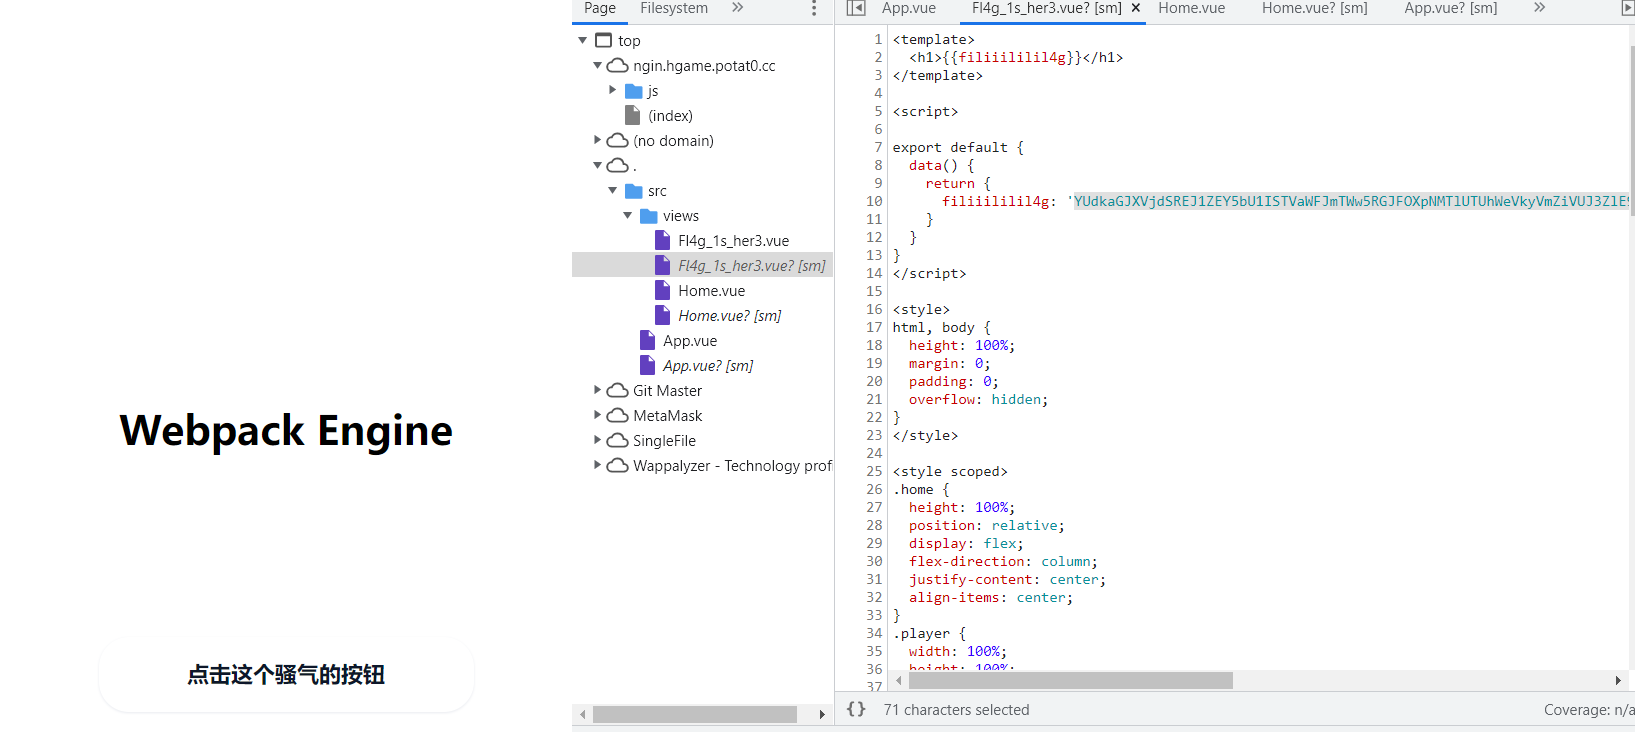 Webpack Engine
点击这个骚气的按钮
Page Filesystem
top
ngin.hgame.potat0.cc
js
(index)
(no domain)
.
src
views
Fl4g_1s_her3.vue
Fl4g_1s_her3.vue? [sm]
Home.vue
Home.vue? [sm]
App.vue
App.vue? [sm]
Git Master
MetaMask
SingleFile
Wappalyzer - Technology prof
App.vue Fl4g_1s_her3.vue? [sm] × Home.vue Home.vue? [sm] App.vue? [sm]
1 <template>
2 <h1>{{filiiililil4g}}</h1>
3 </template>
4
5 <script>
6
7 export default {
8 data() {
9 return {
10 filiiililil4g: 'YUdkaGJXVjdSREJ1ZEY5bU1ISTVaWFJmTWw5RGJFOXpNMTlUTUhWeVkyVmZiVUJ3ZlE9
11 }
12 }
13 }
14 </script>
15
16 <style>
17 html, body {
18 height: 100%;
19 margin: 0;
20 padding: 0;
21 overflow: hidden;
22 }
23 </style>
24
25 <style scoped>
26 .home {
27 height: 100%;
28 position: relative;
29 display: flex;
30 flex-direction: column;
31 justify-content: center;
32 align-items: center;
33 }
34 .player {
35 width: 100%;
36 height: 100%;
37
{} 71 characters selected
Coverage: n/a